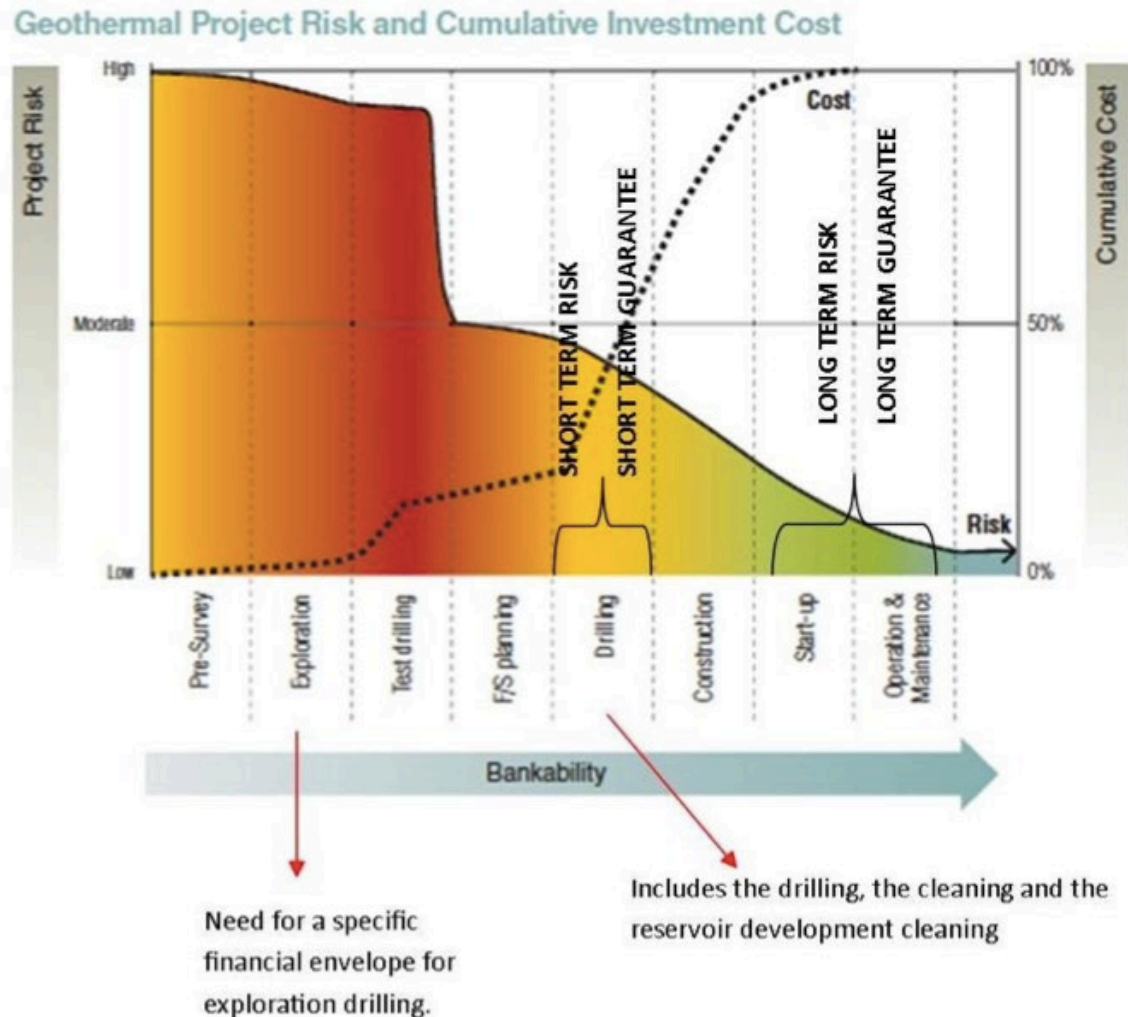 Geothermal Project Risk and Cumulative Investment Cost
Project Risk
High
Moderate
Low
100%
50%
0%
Cumulative Cost
Cost
SHORT TERM RISK
SHORT TERM GUARANTEE
LONG TERM RISK
LONG TERM GUARANTEE
Risk
Pre-Survey
Exploration
Test drilling
F/S planning
Drilling
Construction
Start-up
Operation &
Maintenance
Bankability
Need for a specific
financial envelope for
exploration drilling.
Includes the drilling, the cleaning and the
reservoir development cleaning